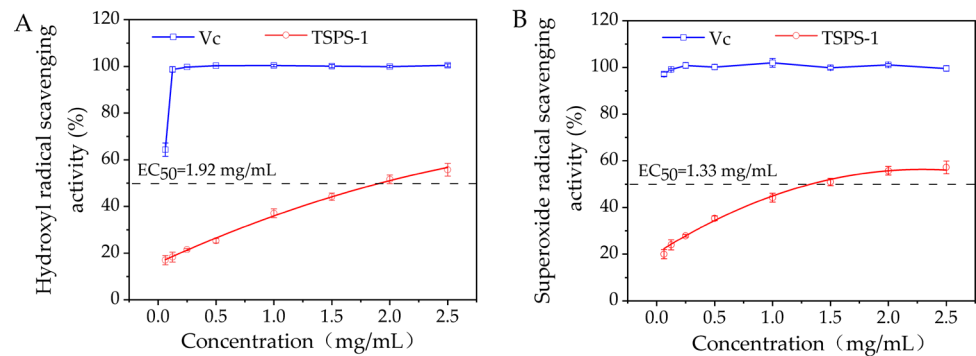 A
Vc
TSPS-1
EC50=1.92 mg/mL
Hydroxyl radical scavenging
activity (%)
120
100
80
60
40
20
0
0.0 0.5 1.0 1.5 2.0 2.5
Concentration（mg/mL）
B
Vc
TSPS-1
EC50=1.33 mg/mL
Superoxide radical scavenging
activity (%)
120
100
80
60
40
20
0
0.0 0.5 1.0 1.5 2.0 2.5
Concentration（mg/mL）